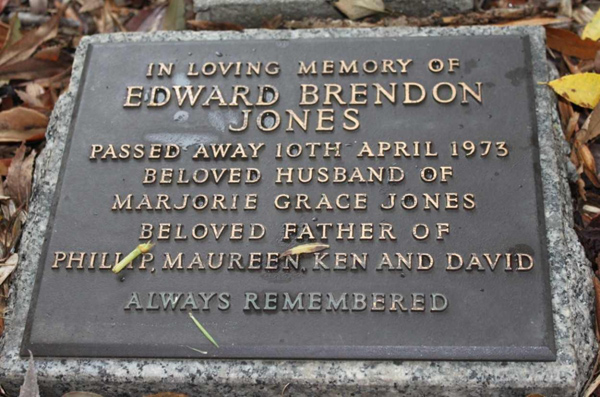 IN LOVING MEMORY OF
EDWARD BRENDON
JONES
PASSED AWAY 10TH APRIL 1973
BELOVED HUSBAND OF
MARJORIE GRACE JONES
BELOVED FATHER OF
PHILLIP, MAUREEN, KEN AND DAVID
ALWAYS REMEMBERED